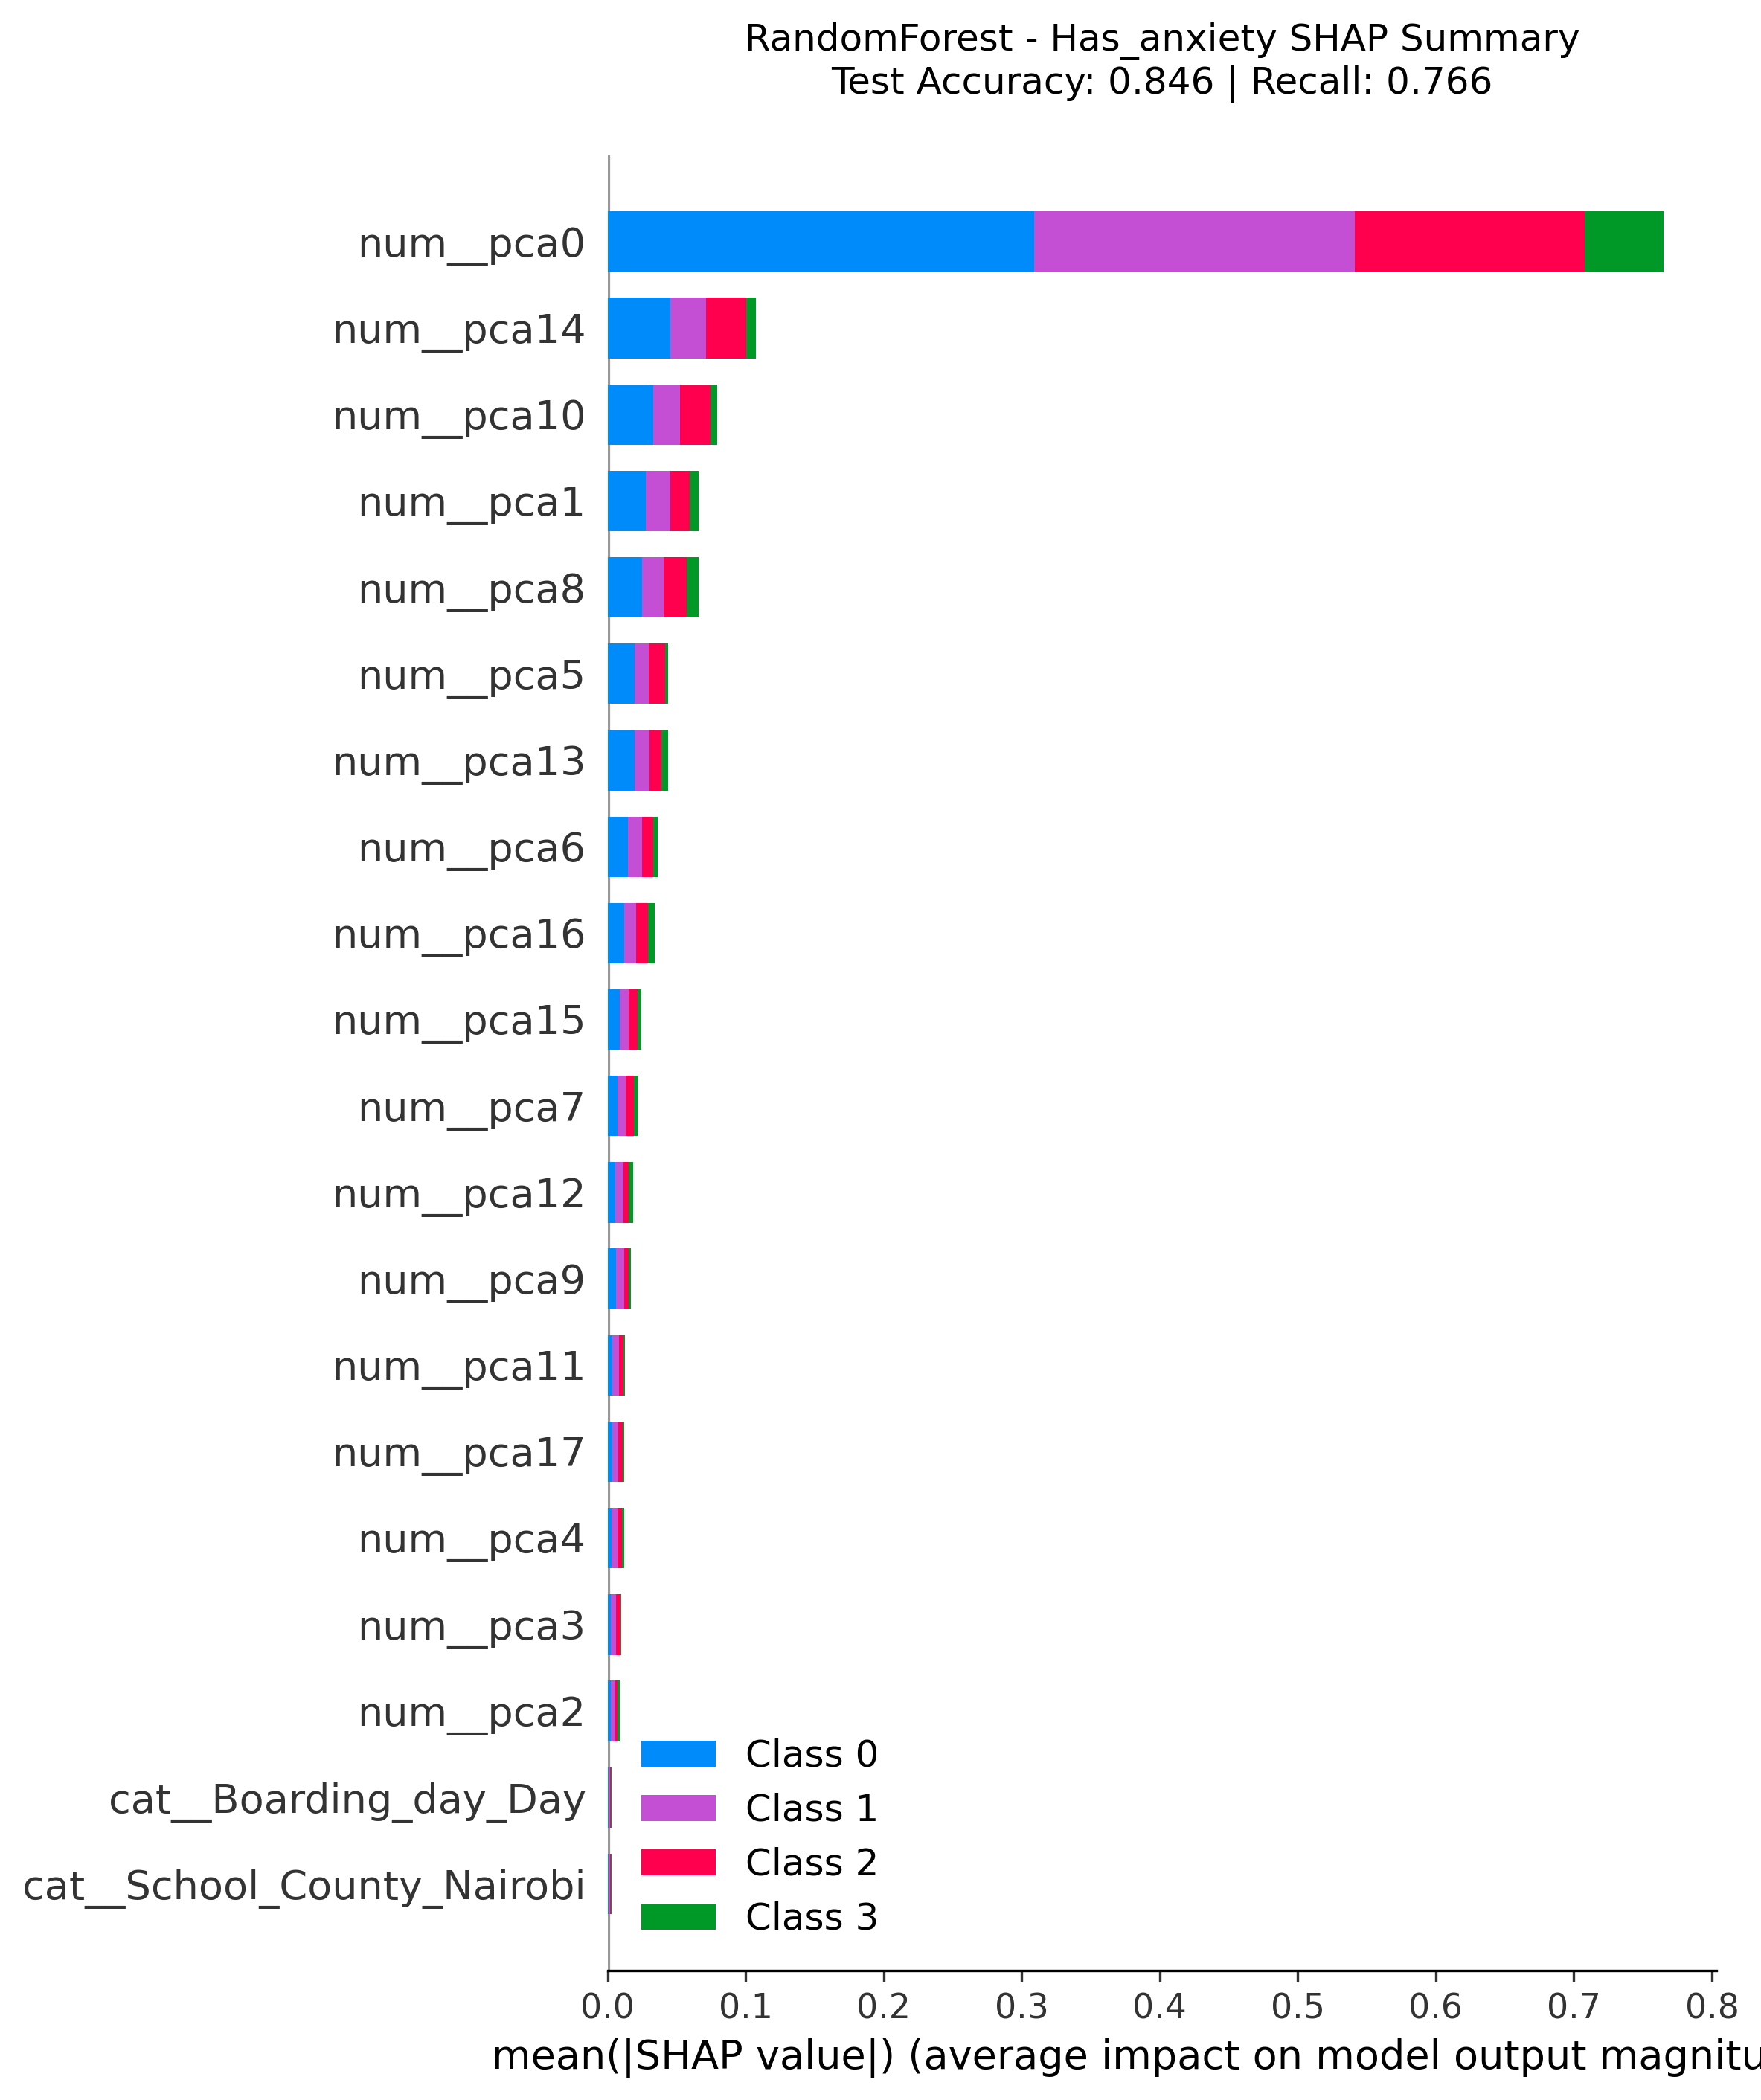 RandomForest - Has_anxiety SHAP Summary
Test Accuracy: 0.846 | Recall: 0.766
num__pca0
num__pca14
num__pca10
num__pca1
num__pca8
num__pca5
num__pca13
num__pca6
num__pca16
num__pca15
num__pca7
num__pca12
num__pca9
num__pca11
num__pca17
num__pca4
num__pca3
num__pca2
cat__Boarding_day_Day
cat__School_County_Nairobi
Class 0
Class 1
Class 2
Class 3
0.0 0.1 0.2 0.3 0.4 0.5 0.6 0.7 0.8
mean(|SHAP value|) (average impact on model output magnitu